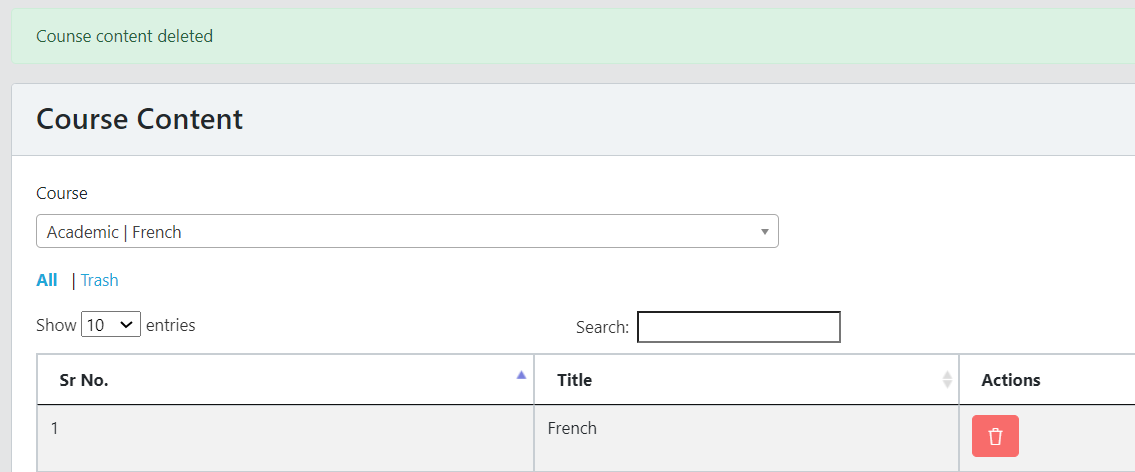 Counse content deleted
Course Content
Course
Academic | French
All | Trash
Show 10 entries Search:
Sr No. Title Actions
1 French